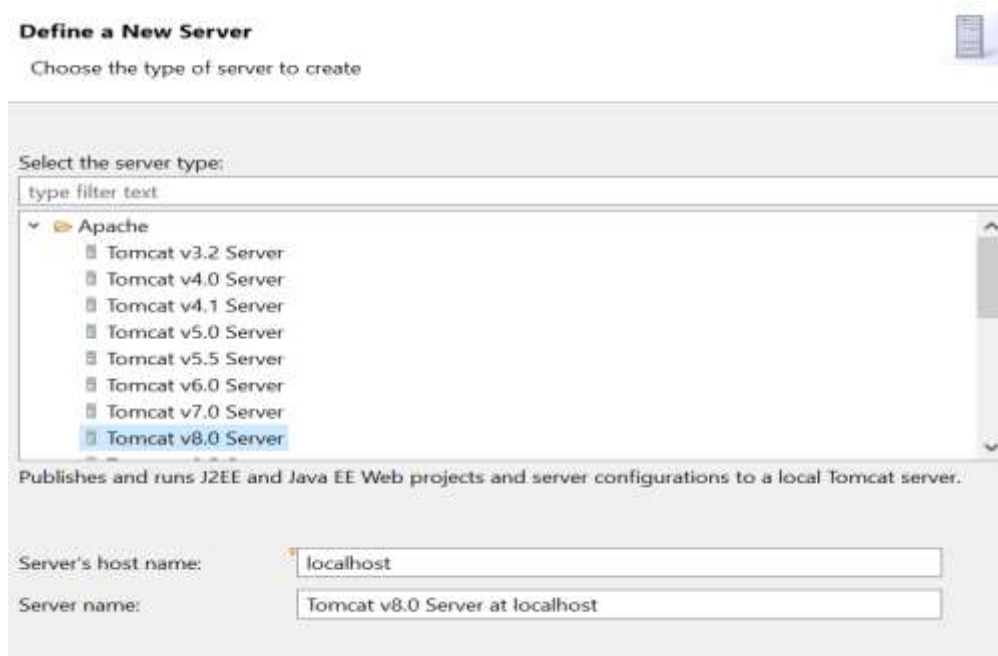 Define a New Server
Choose the type of server to create
Select the server type:
type filter text
Apache
Tomcat v3.2 Server
Tomcat v4.0 Server
Tomcat v4.1 Server
Tomcat v5.0 Server
Tomcat v5.5 Server
Tomcat v6.0 Server
Tomcat v7.0 Server
Tomcat v8.0 Server
Publishes and runs J2EE and Java EE Web projects and server configurations to a local Tomcat server.
Server's host name: localhost
Server name: Tomcat v8.0 Server at localhost